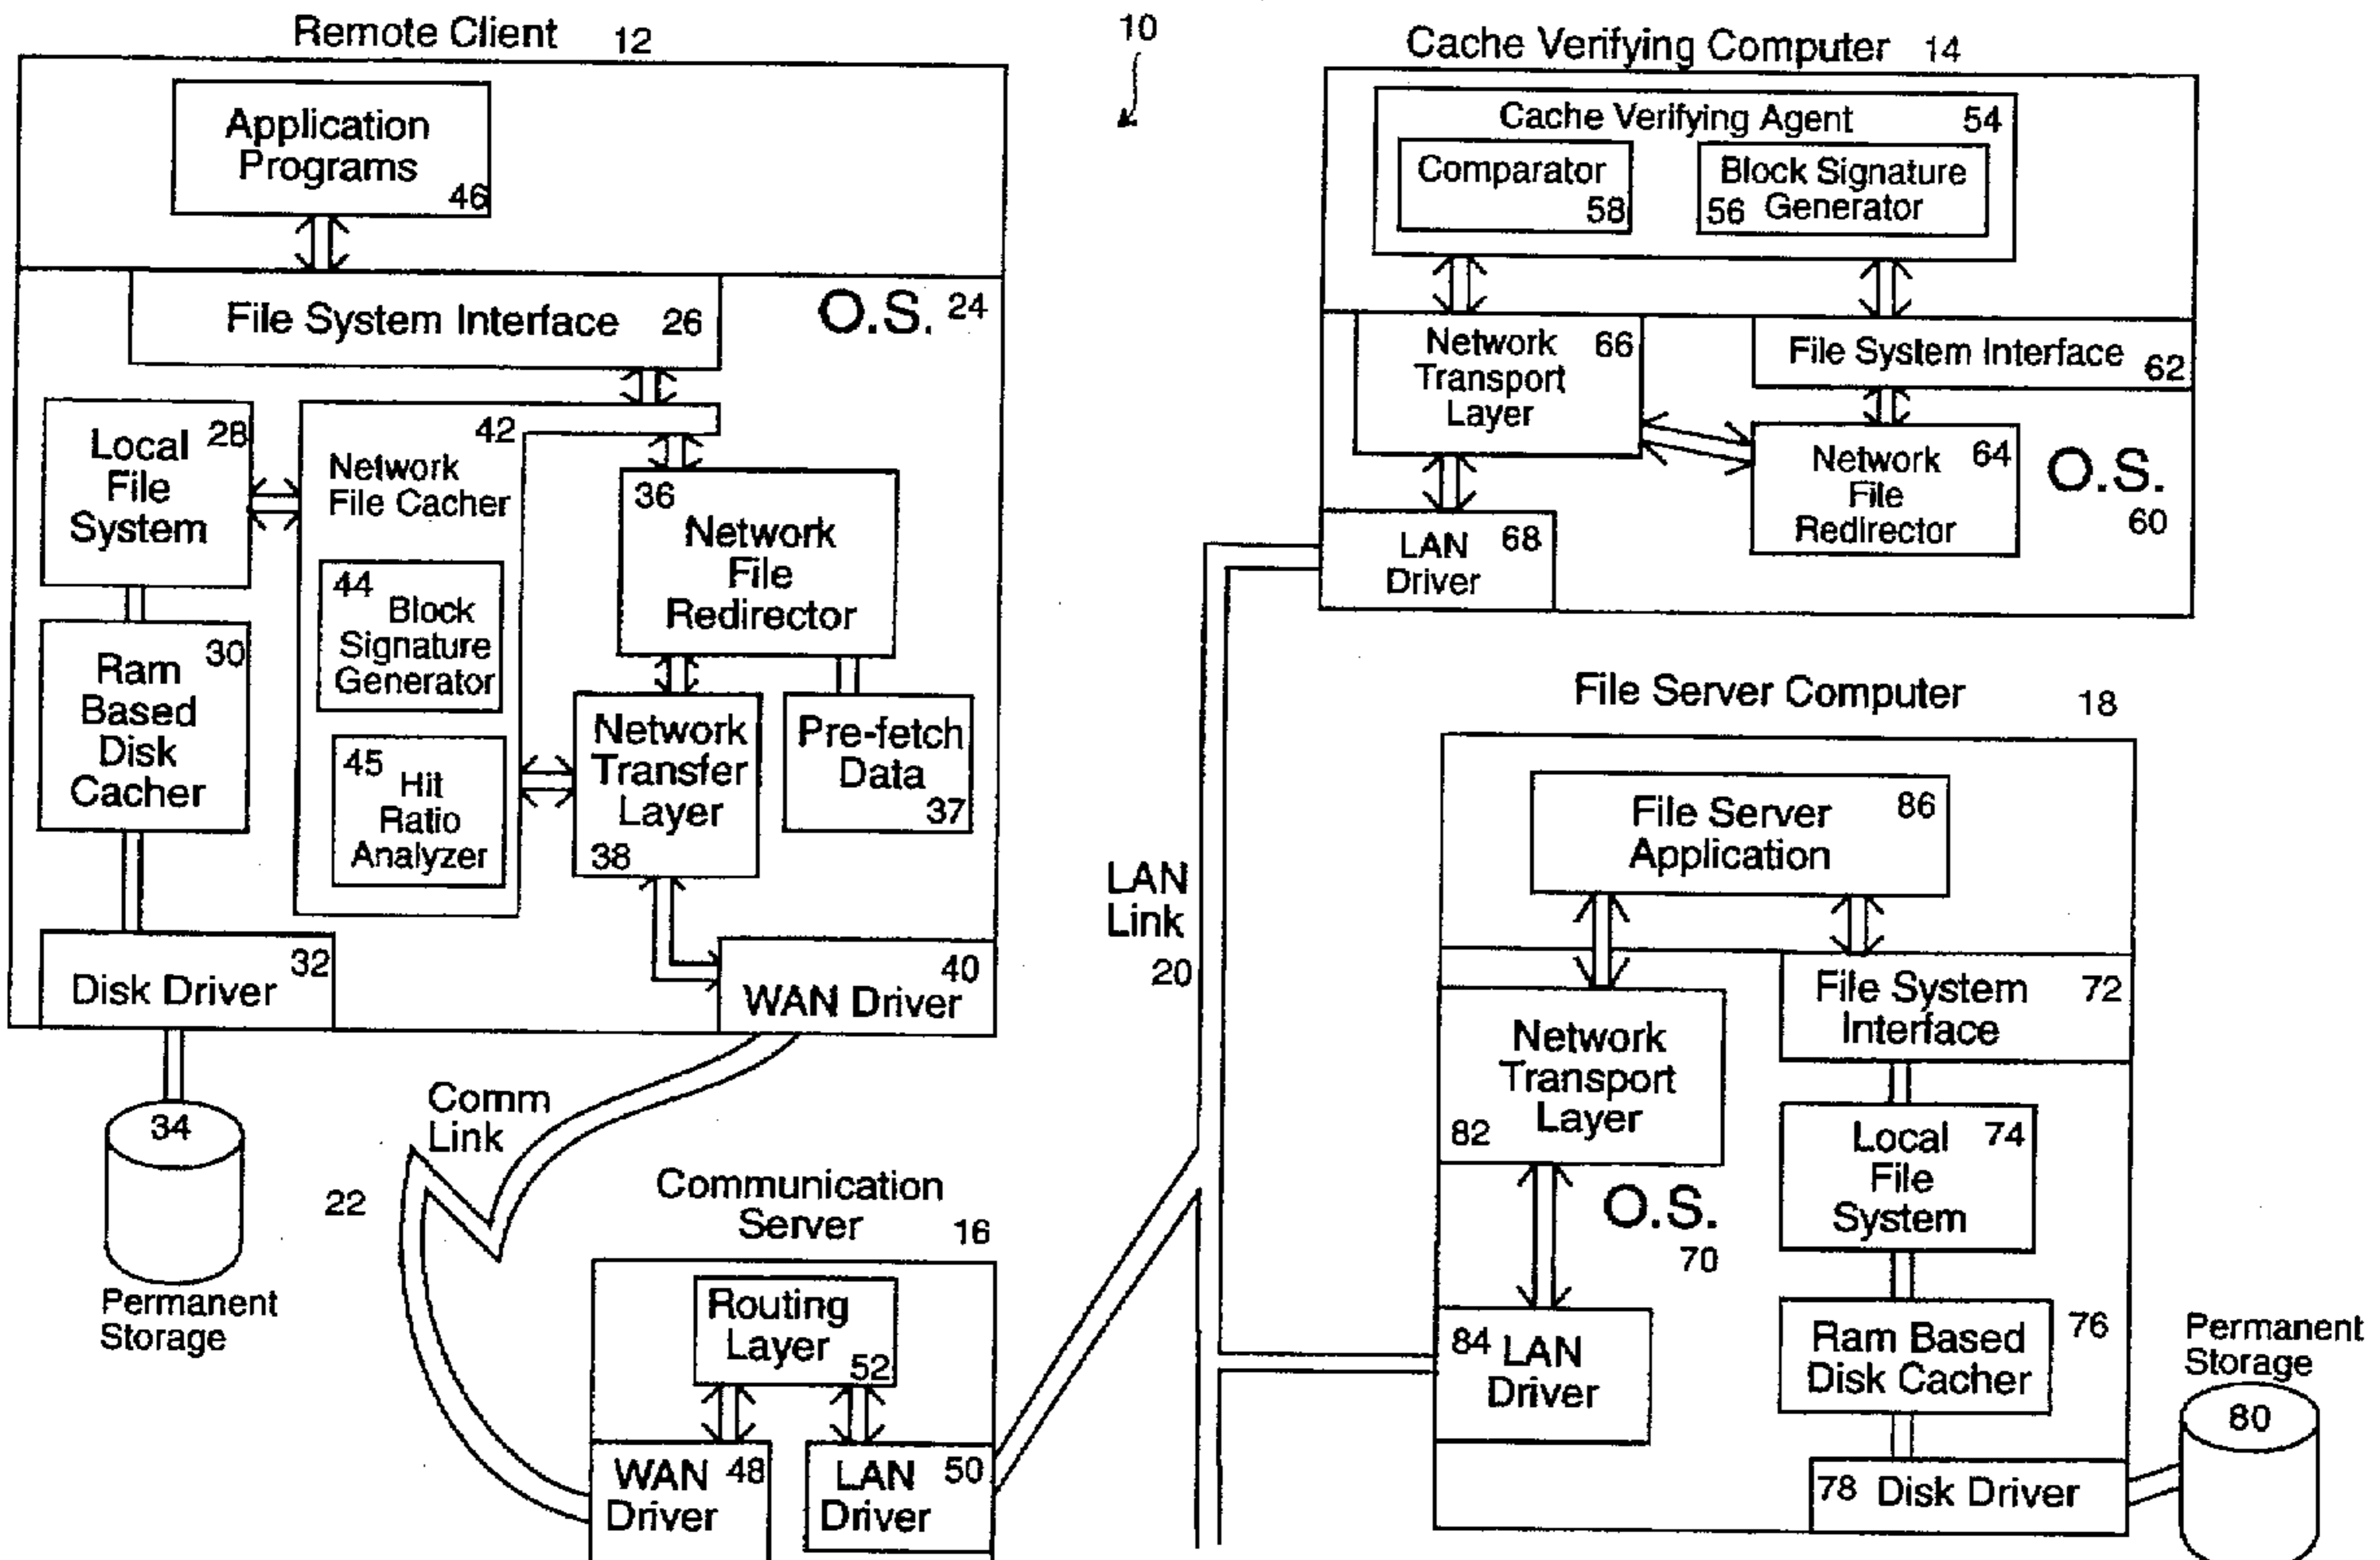 Remote Client 12
Application
Programs
46
File System Interface 26
O.S. 24
Local 28
File
System
42
Network
File Cacher
36
Network
File
Redirector
44
Block
Signature
Generator
Ram 30
Based
Disk
Cacher
45
Hit
Ratio
Analyzer
Network
Transfer
Layer
38
Pre-fetch
Data
37
Disk Driver 32
40
WAN Driver
34
Permanent
Storage
Comm
Link
22
Communication
Server 16
Routing
Layer
52
WAN 48
Driver
LAN 50
Driver
10
LAN
Link
20
Cache Verifying Computer 14
Cache Verifying Agent 54
Comparator
58
Block Signature
56 Generator
Network 66
Transport
Layer
File System Interface 62
Network 64
File
Redirector
O.S.
60
LAN 68
Driver
File Server Computer 18
File Server 86
Application
Network
Transport
Layer
82
File System 72
Interface
Local 74
File
System
O.S.
70
84 LAN
Driver
Ram Based 76
Disk Cacher
78 Disk Driver
Permanent
Storage
80